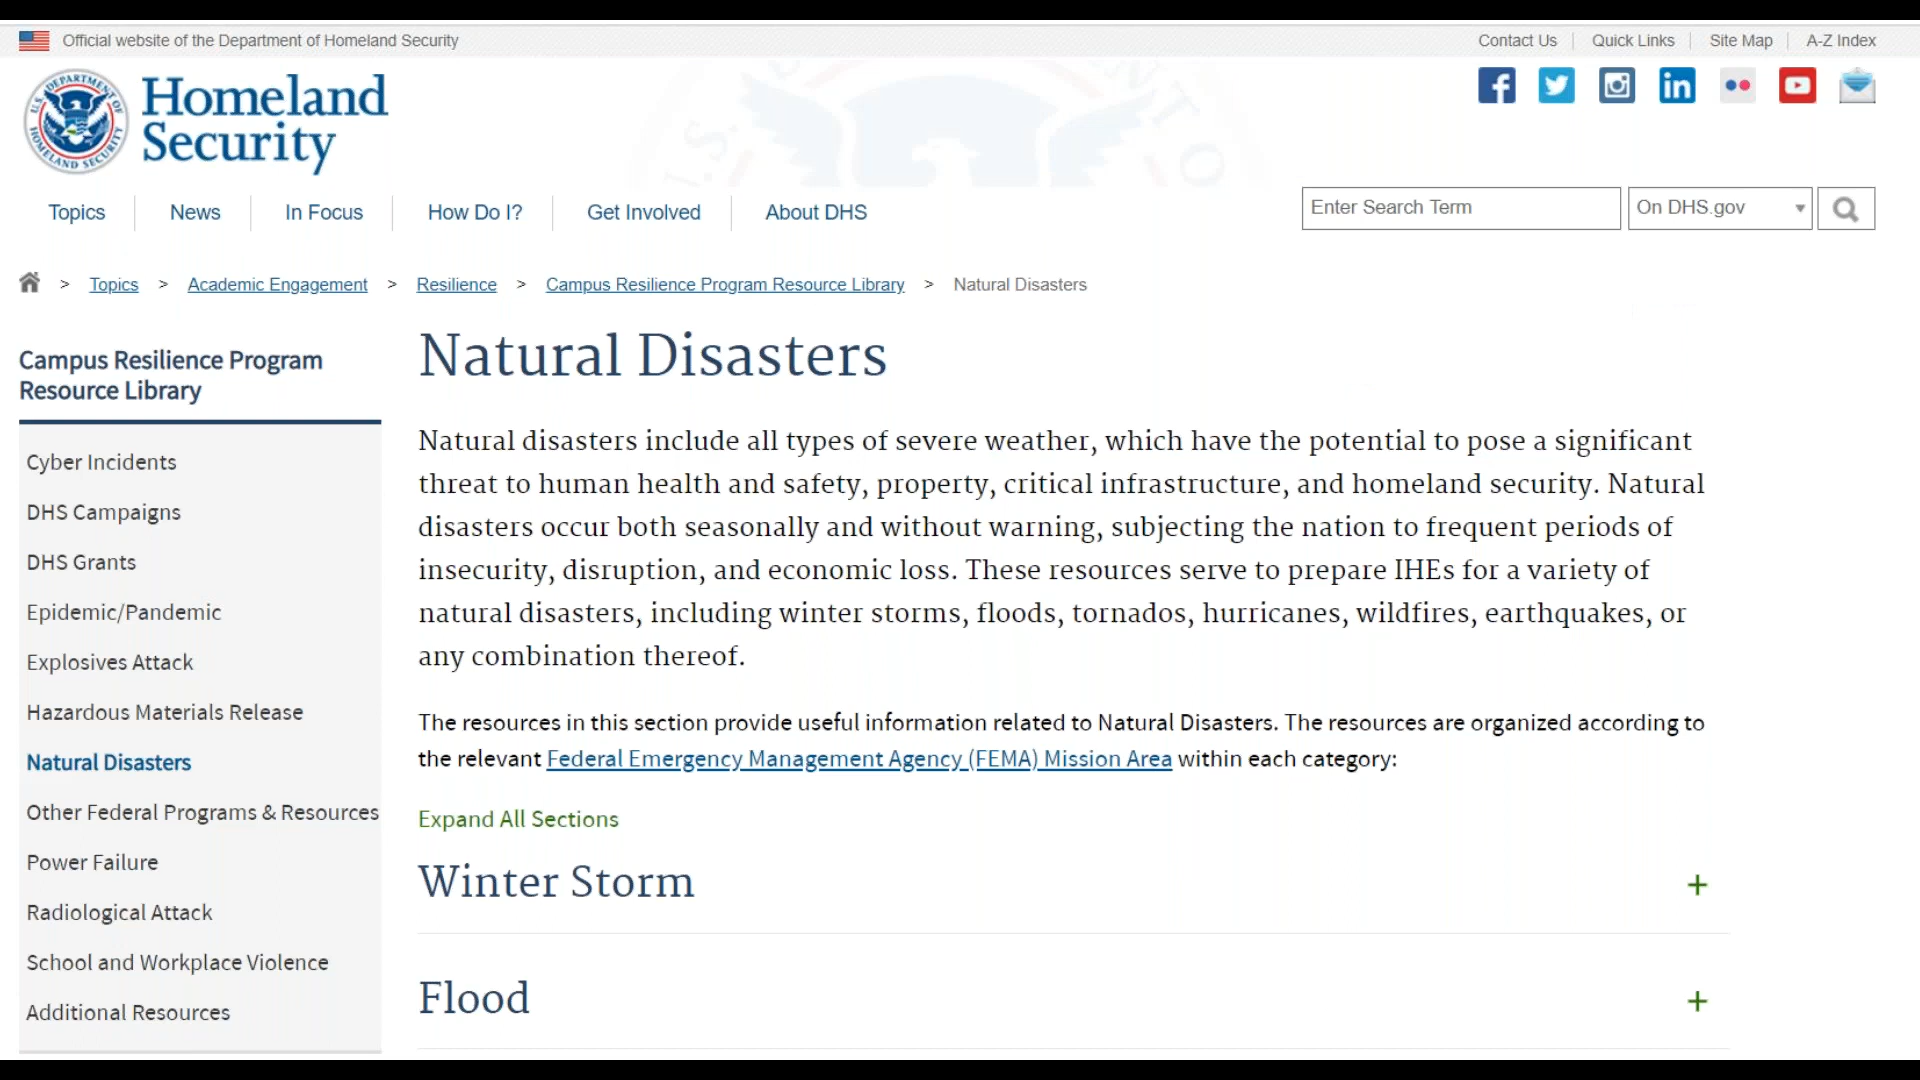 Official website of the Department of Homeland Security
Contact Us
Quick Links
Site Map
A-Z Index
U.S. DEPARTMENT OF HOMELAND SECURITY
Homeland
Security
Topics
News
In Focus
How Do I?
Get Involved
About DHS
Enter Search Term
On DHS.gov
> Topics > Academic Engagement > Resilience > Campus Resilience Program Resource Library > Natural Disasters
Campus Resilience Program
Resource Library
Cyber Incidents
DHS Campaigns
DHS Grants
Epidemic/Pandemic
Explosives Attack
Hazardous Materials Release
Natural Disasters
Other Federal Programs & Resources
Power Failure
Radiological Attack
School and Workplace Violence
Additional Resources
Natural Disasters
Natural disasters include all types of severe weather, which have the potential to pose a significant
threat to human health and safety, property, critical infrastructure, and homeland security. Natural
disasters occur both seasonally and without warning, subjecting the nation to frequent periods of
insecurity, disruption, and economic loss. These resources serve to prepare IHEs for a variety of
natural disasters, including winter storms, floods, tornados, hurricanes, wildfires, earthquakes, or
any combination thereof.
The resources in this section provide useful information related to Natural Disasters. The resources are organized according to
the relevant Federal Emergency Management Agency (FEMA) Mission Area within each category:
Expand All Sections
Winter Storm +
Flood +